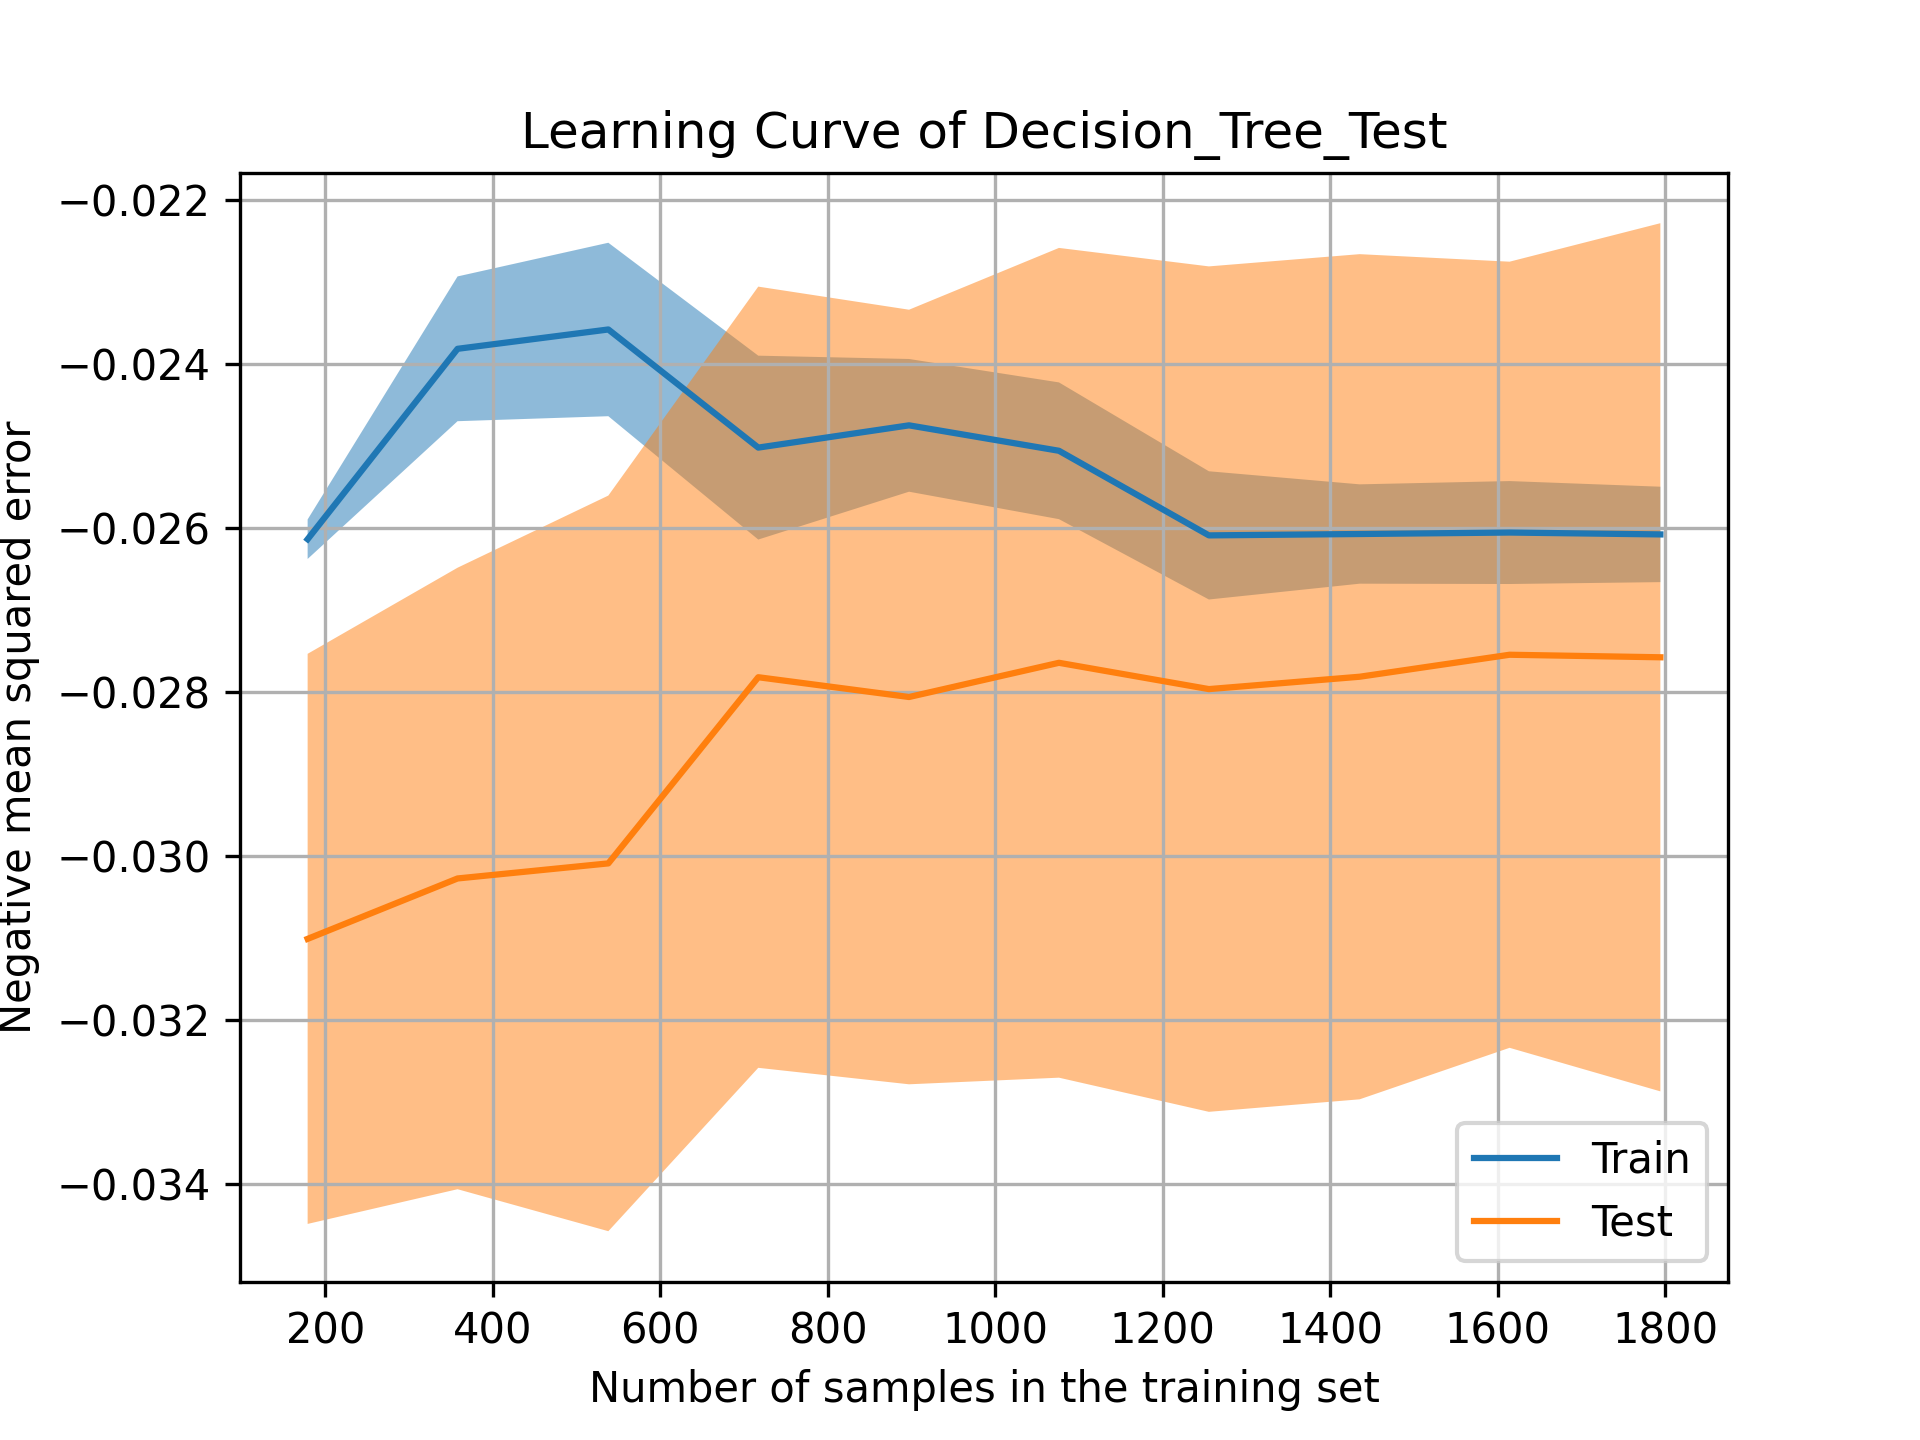 Learning Curve of Decision_Tree_Test
−0.022
−0.024
−0.026
−0.028
−0.030
−0.032
−0.034
Negative mean squared error
Train
Test
200 400 600 800 1000 1200 1400 1600 1800
Number of samples in the training set